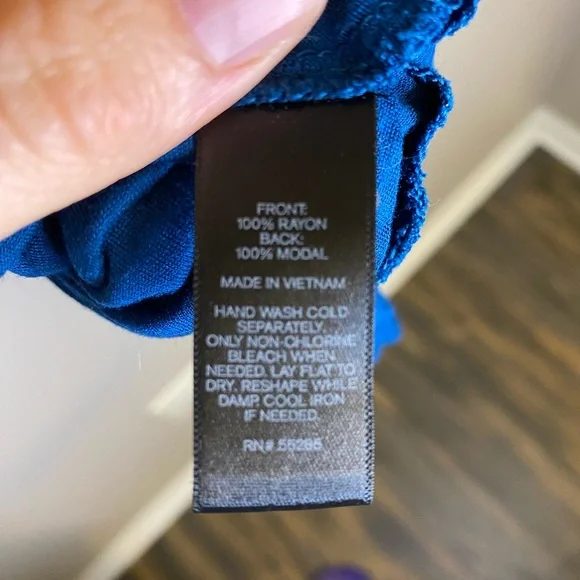 FRONT:
100% RAYON
BACK:
100% MODAL
MADE IN VIETNAM
HAND WASH COLD
SEPARATELY.
ONLY NON-CHLORINE
BLEACH WHEN
NEEDED. LAY FLAT TO
DRY. RESHAPE WHILE
DAMP. COOL IRON
IF NEEDED.
RN# 55285